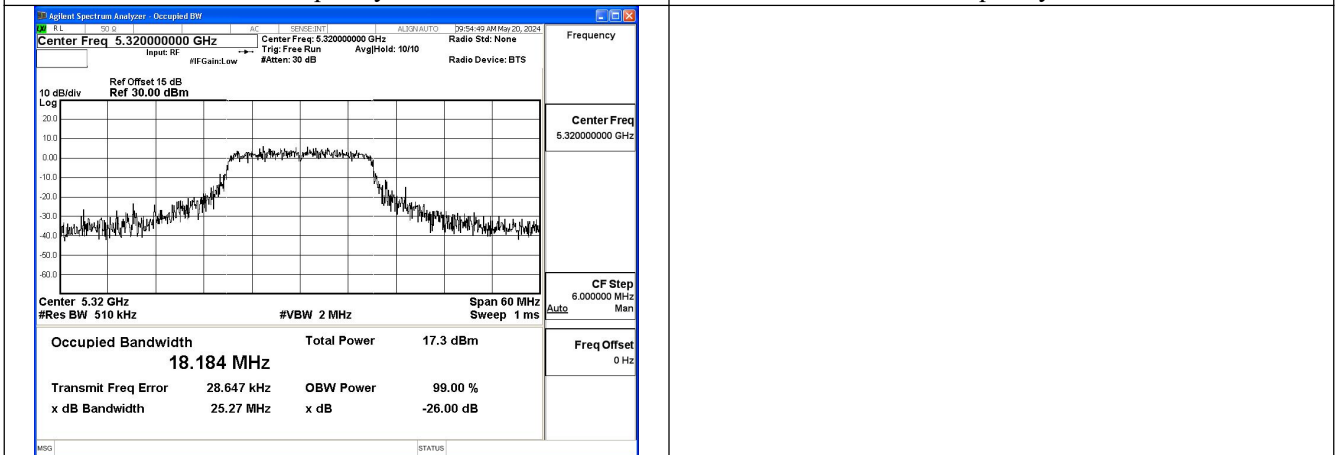 Agilent Spectrum Analyzer - Occupied BW
RL 50 Ω AC SENSE:INT ALIGN AUTO 09:54:49 AM May 20, 2024
Center Freq 5.320000000 GHz Center Freq: 5.320000000 GHz Radio Std: None Frequency
Input: RF Trig: Free Run Avg|Hold: 10/10
#IFGain:Low #Atten: 30 dB Radio Device: BTS
Ref Offset 15 dB
10 dB/div Ref 30.00 dBm
Log
20.0
10.0
0.00
-10.0
-20.0
-30.0
-40.0
-50.0
-60.0
Center Freq
5.320000000 GHz
Center 5.32 GHz Span 60 MHz
#Res BW 510 kHz #VBW 2 MHz Sweep 1 ms
CF Step
6.000000 MHz
Auto Man
Occupied Bandwidth Total Power 17.3 dBm
18.184 MHz
Transmit Freq Error 28.647 kHz OBW Power 99.00 %
x dB Bandwidth 25.27 MHz x dB -26.00 dB
Freq Offset
0 Hz
MSG STATUS